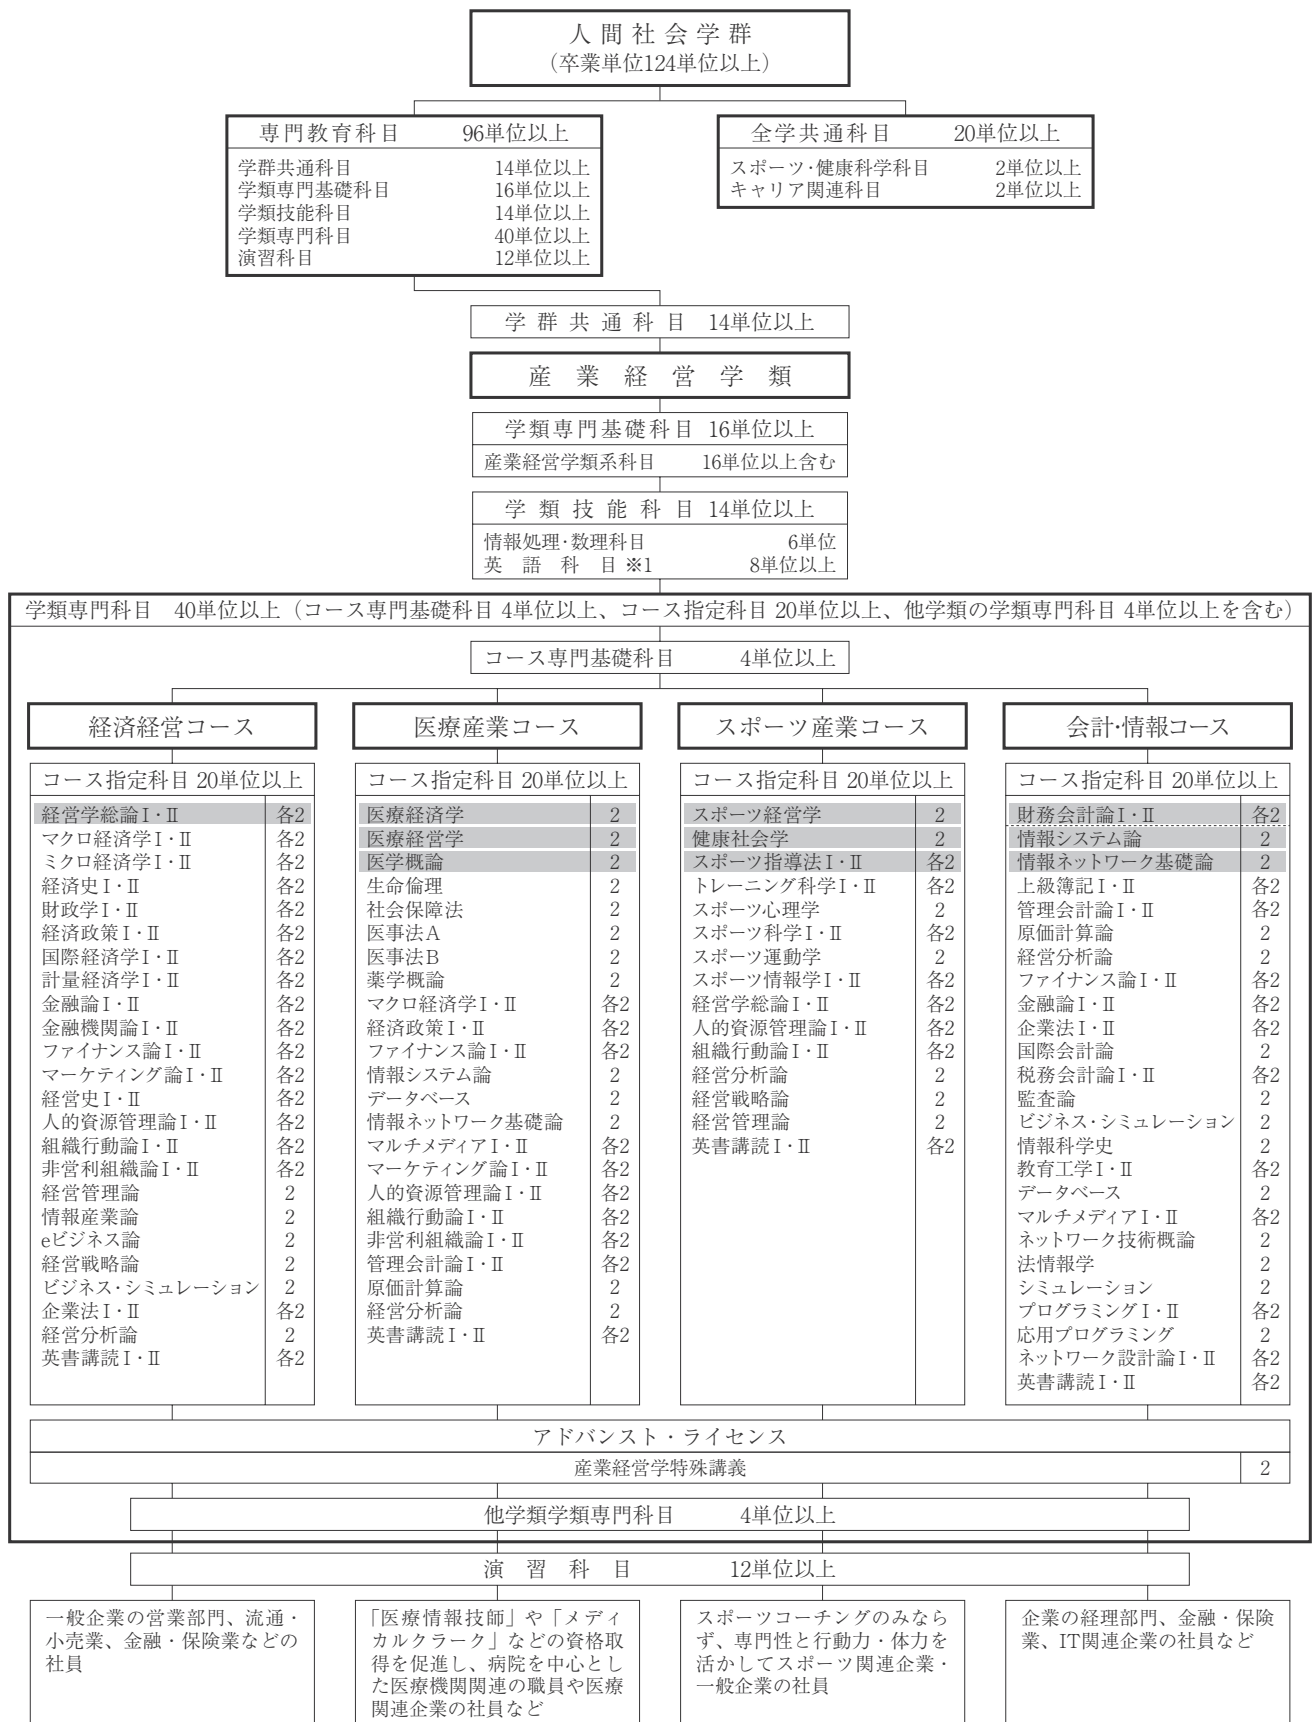 人間社会学群
（卒業単位124単位以上）
専門教育科目 96単位以上
学群共通科目 14単位以上
学類専門基礎科目 16単位以上
学類技能科目 14単位以上
学類専門科目 40単位以上
演習科目 12単位以上
全学共通科目 20単位以上
スポーツ・健康科学科目 2単位以上
キャリア関連科目 2単位以上
学群共通科目 14単位以上
産業経営学類
学類専門基礎科目 16単位以上
産業経営学類系科目 16単位以上含む
学類技能科目 14単位以上
情報処理・数理科目 6単位
英語科目※1 8単位以上
学類専門科目 40単位以上（コース専門基礎科目 4単位以上、コース指定科目 20単位以上、他学類の学類専門科目 4単位以上を含む）
コース専門基礎科目 4単位以上
経済経営コース
コース指定科目 20単位以上
経営学総論Ⅰ・Ⅱ 各2
マクロ経済学Ⅰ・Ⅱ 各2
ミクロ経済学Ⅰ・Ⅱ 各2
経済史Ⅰ・Ⅱ 各2
財政学Ⅰ・Ⅱ 各2
経済政策Ⅰ・Ⅱ 各2
国際経済学Ⅰ・Ⅱ 各2
計量経済学Ⅰ・Ⅱ 各2
金融論Ⅰ・Ⅱ 各2
金融機関論Ⅰ・Ⅱ 各2
ファイナンス論Ⅰ・Ⅱ 各2
マーケティング論Ⅰ・Ⅱ 各2
経営史Ⅰ・Ⅱ 各2
人的資源管理論Ⅰ・Ⅱ 各2
組織行動論Ⅰ・Ⅱ 各2
非営利組織論Ⅰ・Ⅱ 各2
経営管理論 2
情報産業論 2
eビジネス論 2
経営戦略論 2
ビジネス・シミュレーション 2
企業法Ⅰ・Ⅱ 各2
経営分析論 2
英書講読Ⅰ・Ⅱ 各2
医療産業コース
コース指定科目 20単位以上
医療経済学 2
医療経営学 2
医学概論 2
生命倫理 2
社会保障法 2
医事法A 2
医事法B 2
薬学概論 2
マクロ経済学Ⅰ・Ⅱ 各2
経済政策Ⅰ・Ⅱ 各2
ファイナンス論Ⅰ・Ⅱ 各2
情報システム論 2
データベース 2
情報ネットワーク基礎論 2
マルチメディアⅠ・Ⅱ 各2
マーケティング論Ⅰ・Ⅱ 各2
人的資源管理論Ⅰ・Ⅱ 各2
組織行動論Ⅰ・Ⅱ 各2
非営利組織論Ⅰ・Ⅱ 各2
管理会計論Ⅰ・Ⅱ 各2
原価計算論 2
経営分析論 2
英書講読Ⅰ・Ⅱ 各2
スポーツ産業コース
コース指定科目 20単位以上
スポーツ経営学 2
健康社会学 2
スポーツ指導法Ⅰ・Ⅱ 各2
トレーニング科学Ⅰ・Ⅱ 各2
スポーツ心理学 2
スポーツ科学Ⅰ・Ⅱ 各2
スポーツ運動学 2
スポーツ情報学Ⅰ・Ⅱ 各2
経営学総論Ⅰ・Ⅱ 各2
人的資源管理論Ⅰ・Ⅱ 各2
組織行動論Ⅰ・Ⅱ 各2
経営分析論 2
経営戦略論 2
経営管理論 2
英書講読Ⅰ・Ⅱ 各2
会計・情報コース
コース指定科目 20単位以上
財務会計論Ⅰ・Ⅱ 各2
情報システム論 2
情報ネットワーク基礎論 2
上級簿記Ⅰ・Ⅱ 各2
管理会計論Ⅰ・Ⅱ 各2
原価計算論 2
経営分析論 2
ファイナンス論Ⅰ・Ⅱ 各2
金融論Ⅰ・Ⅱ 各2
企業法Ⅰ・Ⅱ 各2
国際会計論 2
税務会計論Ⅰ・Ⅱ 各2
監査論 2
ビジネス・シミュレーション 2
情報科学史 2
教育工学Ⅰ・Ⅱ 各2
データベース 2
マルチメディアⅠ・Ⅱ 各2
ネットワーク技術概論 2
法情報学 2
シミュレーション 2
プログラミングⅠ・Ⅱ 各2
応用プログラミング 2
ネットワーク設計論Ⅰ・Ⅱ 各2
英書講読Ⅰ・Ⅱ 各2
アドバンスト・ライセンス
産業経営学特殊講義 2
他学類学類専門科目 4単位以上
演習科目 12単位以上
一般企業の営業部門、流通・
小売業、金融・保険業などの
社員
「医療情報技師」や「メディ
カルクラーク」などの資格取
得を促進し、病院を中心とし
た医療機関関連の職員や医療
関連企業の社員など
スポーツコーチングのみなら
ず、専門性と行動力・体力を
活かしてスポーツ関連企業・
一般企業の社員
企業の経理部門、金融・保険
業、IT関連企業の社員など